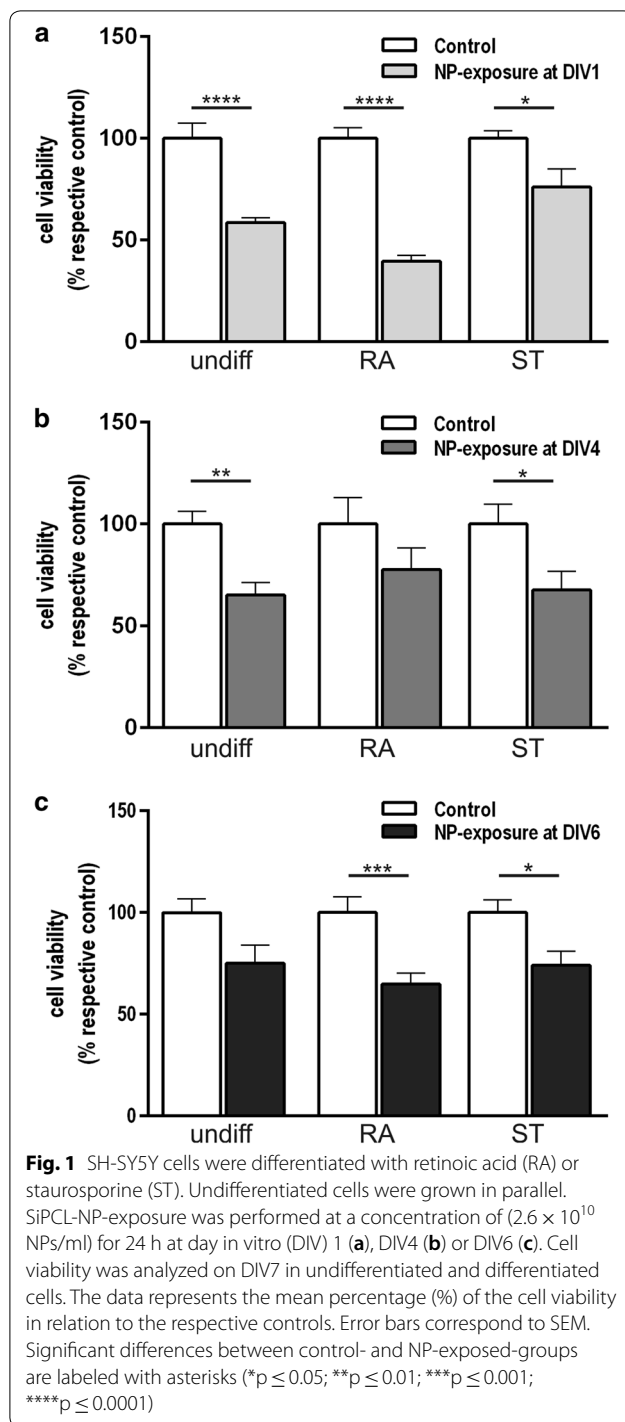 a
150
100
50
0
cell viability
(% respective control)
Control
NP-exposure at DIV1
****
****
*
undiff
RA
ST
b
150
100
50
0
cell viability
(% respective control)
Control
NP-exposure at DIV4
**
*
undiff
RA
ST
c
150
100
50
0
cell viability
(% respective control)
Control
NP-exposure at DIV6
***
*
undiff
RA
ST
Fig. 1 SH-SY5Y cells were differentiated with retinoic acid (RA) or
staurosporine (ST). Undifferentiated cells were grown in parallel.
SiPCL-NP-exposure was performed at a concentration of (2.6 × 10¹⁰
NPs/ml) for 24 h at day in vitro (DIV) 1 (a), DIV4 (b) or DIV6 (c). Cell
viability was analyzed on DIV7 in undifferentiated and differentiated
cells. The data represents the mean percentage (%) of the cell viability
in relation to the respective controls. Error bars correspond to SEM.
Significant differences between control- and NP-exposed-groups
are labeled with asterisks (*p ≤ 0.05; **p ≤ 0.01; ***p ≤ 0.001;
****p ≤ 0.0001)